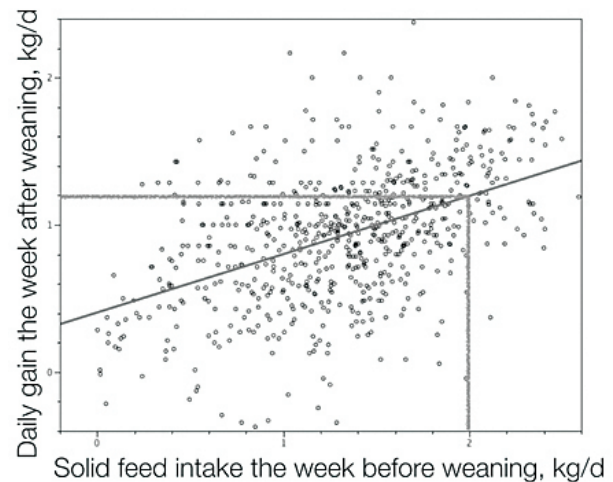 Daily gain the week after weaning, kg/d
2
1
0
0 1 2
Solid feed intake the week before weaning, kg/d